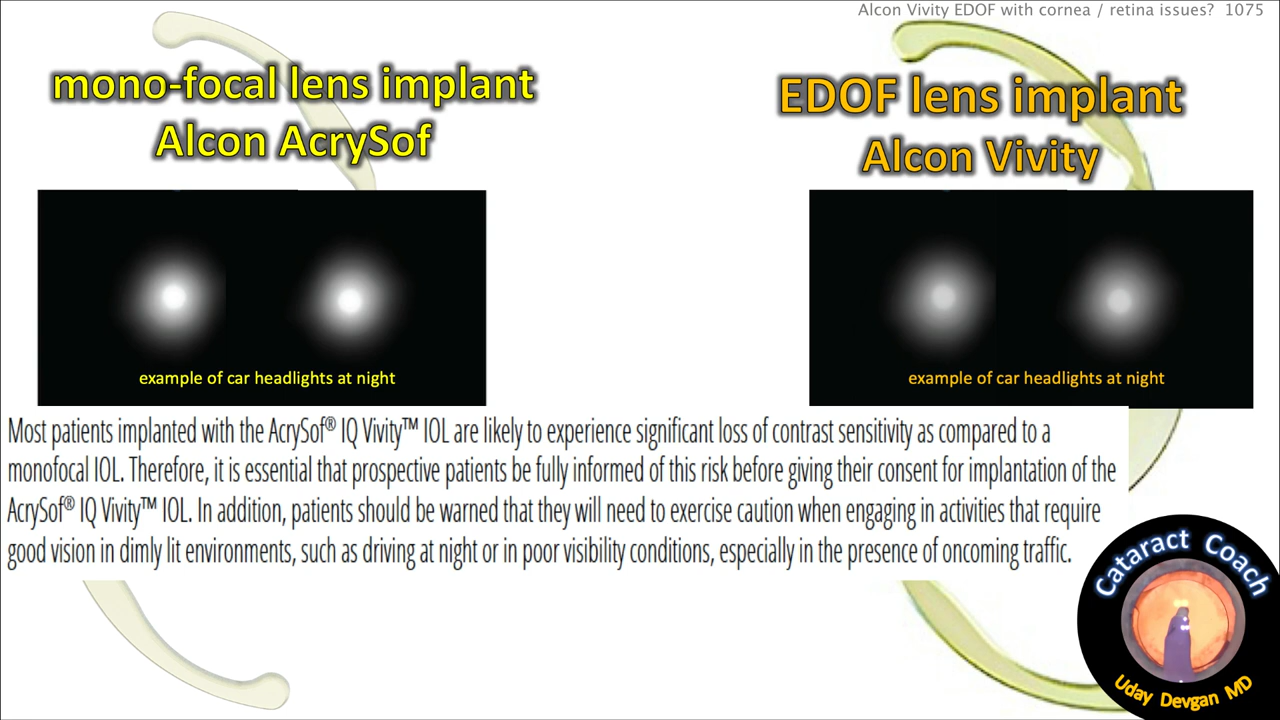 Alcon Vivity EDOF with cornea / retina issues? 1075
mono-focal lens implant
Alcon AcrySof
EDOF lens implant
Alcon Vivity
example of car headlights at night
example of car headlights at night
Most patients implanted with the AcrySof® IQ Vivity™ IOL are likely to experience significant loss of contrast sensitivity as compared to a
monofocal IOL. Therefore, it is essential that prospective patients be fully informed of this risk before giving their consent for implantation of the
AcrySof® IQ Vivity™ IOL. In addition, patients should be warned that they will need to exercise caution when engaging in activities that require
good vision in dimly lit environments, such as driving at night or in poor visibility conditions, especially in the presence of oncoming traffic.
Cataract Coach
Uday Devgan MD